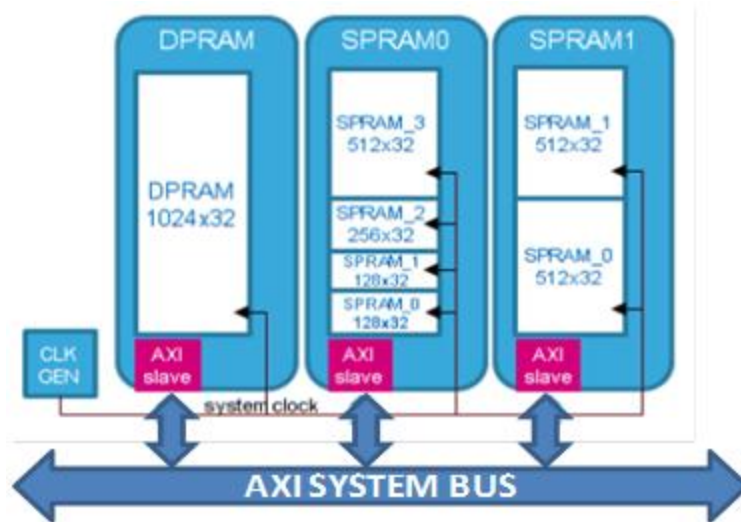 DPRAM
SPRAM0
SPRAM1
DPRAM
1024x32
SPRAM_3
512x32
SPRAM_2
256x32
SPRAM_1
128x32
SPRAM_0
128x32
SPRAM_1
512x32
SPRAM_0
512x32
CLK
GEN
AXI
slave
AXI
slave
AXI
slave
system clock
AXI SYSTEM BUS